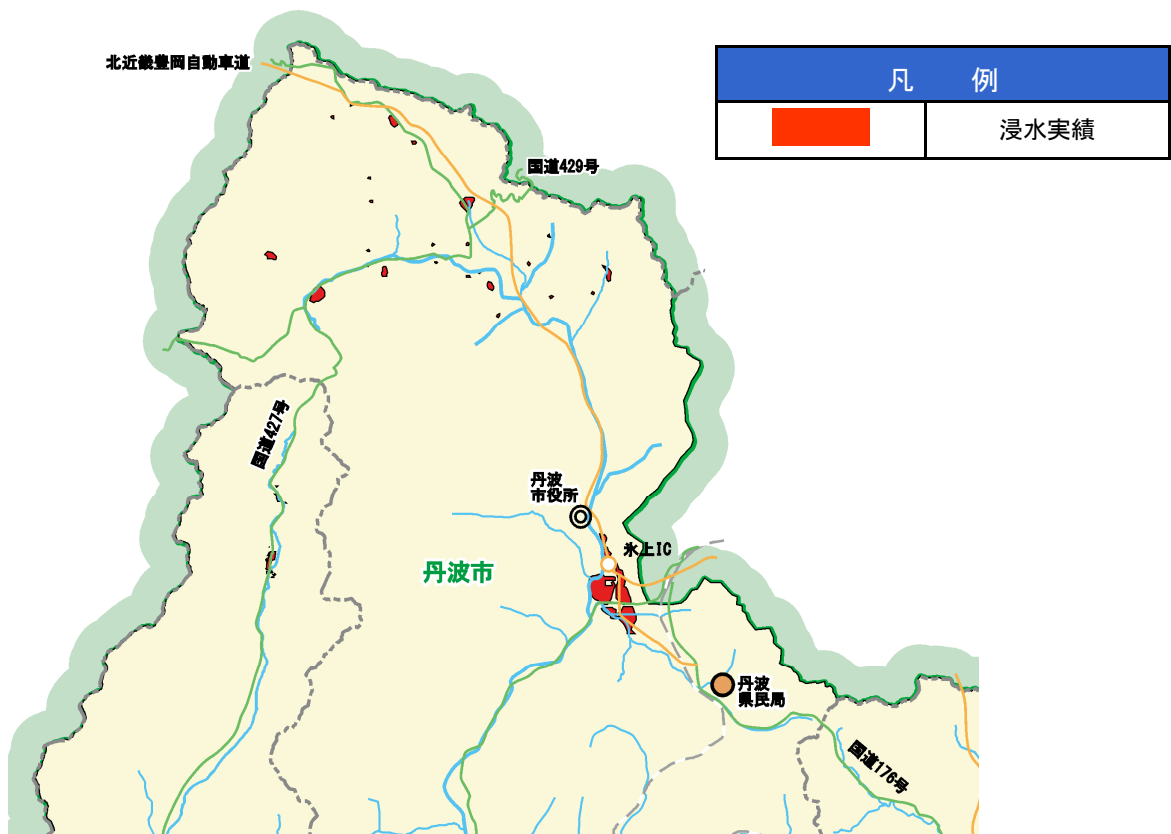 北近畿豊岡自動車道
凡 例
浸水実績
国道429号
国道427号
丹波
市役所
氷上IC
丹波市
丹波
県民局
国道176号